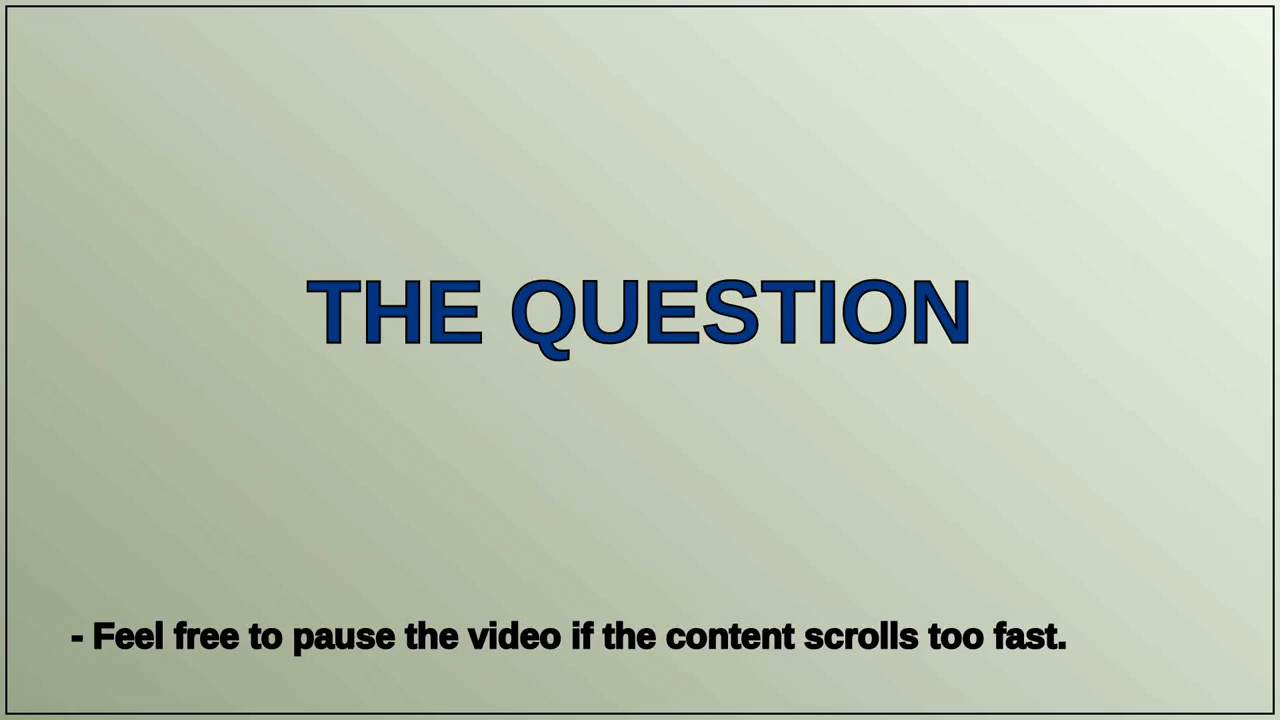 THE QUESTION
- Feel free to pause the video if the content scrolls too fast.